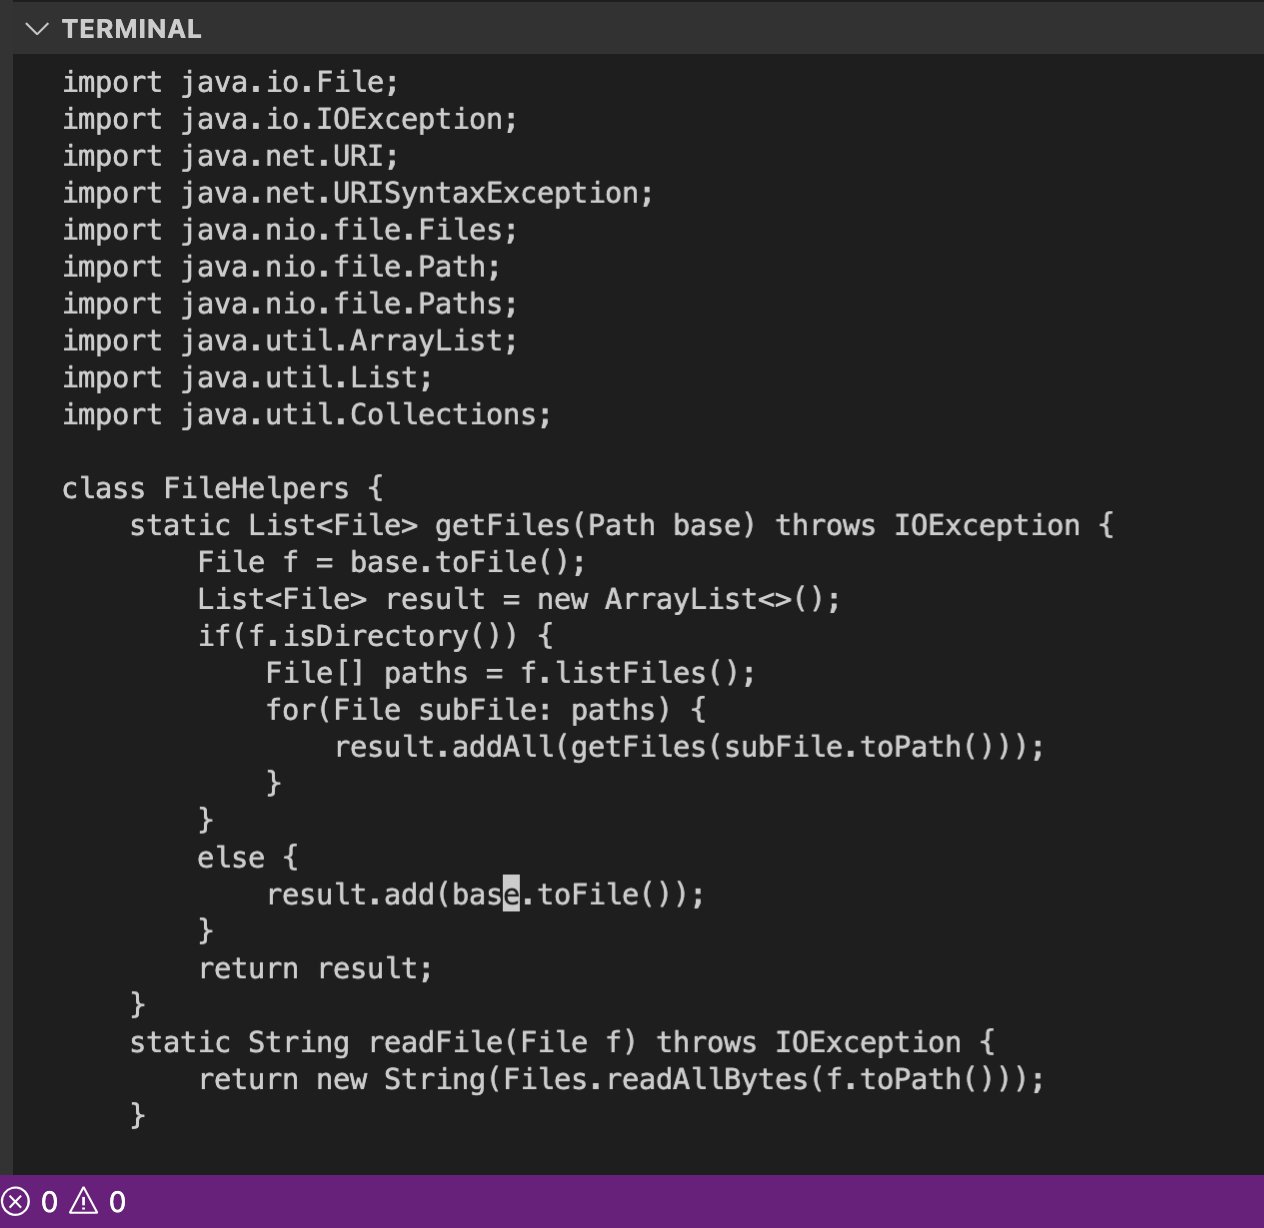 TERMINAL
import java.io.File;
import java.io.IOException;
import java.net.URI;
import java.net.URISyntaxException;
import java.nio.file.Files;
import java.nio.file.Path;
import java.nio.file.Paths;
import java.util.ArrayList;
import java.util.List;
import java.util.Collections;

class FileHelpers {
    static List<File> getFiles(Path base) throws IOException {
        File f = base.toFile();
        List<File> result = new ArrayList<>();
        if(f.isDirectory()) {
            File[] paths = f.listFiles();
            for(File subFile: paths) {
                result.addAll(getFiles(subFile.toPath()));
            }
        }
        else {
            result.add(base.toFile());
        }
        return result;
    }
    static String readFile(File f) throws IOException {
        return new String(Files.readAllBytes(f.toPath()));
    }
0 0